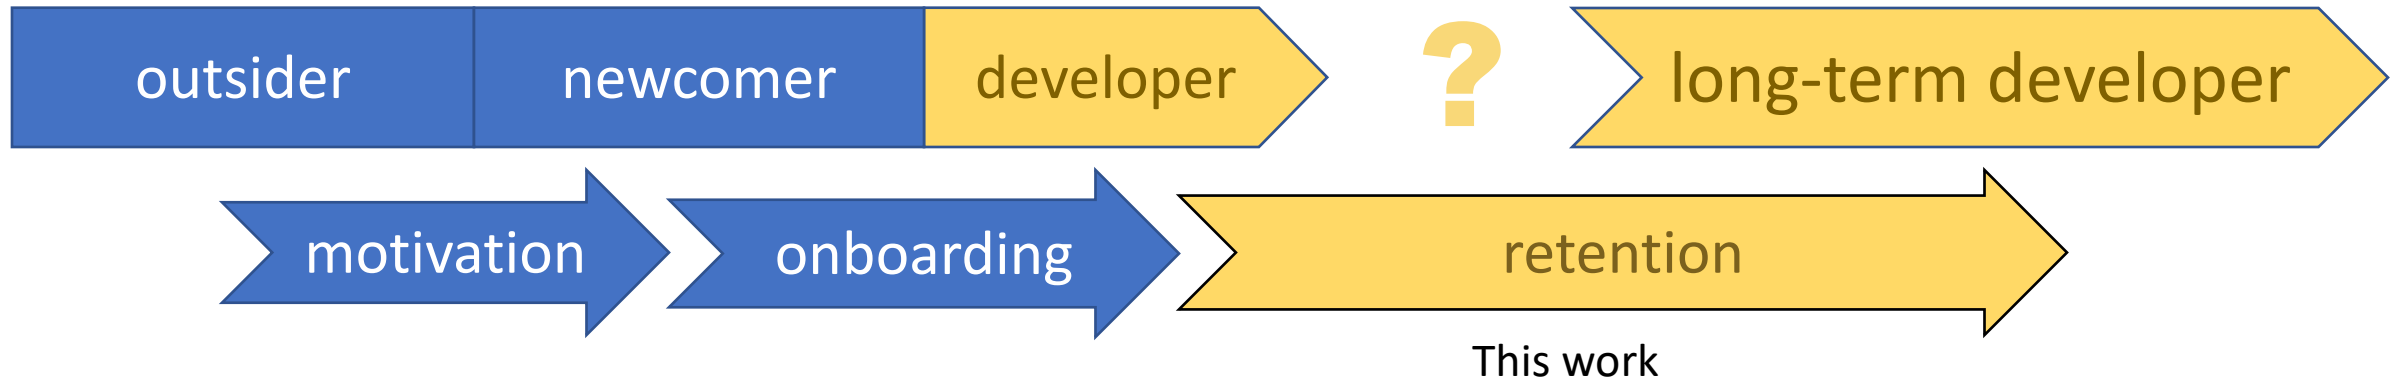 outsider newcomer developer ? long-term developer
motivation onboarding retention
This work